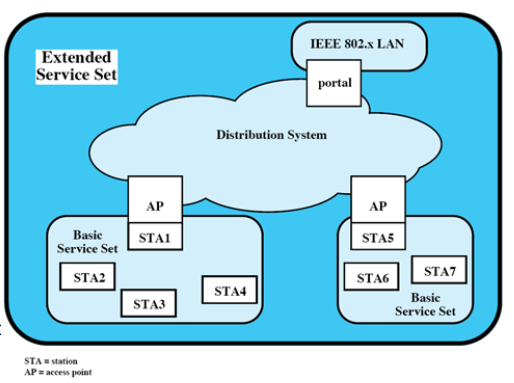 IEEE 802.x LAN
Extended
Service Set
portal
Distribution System
AP
AP
STA1
STA5
Basic
Service Set
STA2
STA3
STA4
STA6
STA7
Basic
Service Set
STA = station
AP = access point